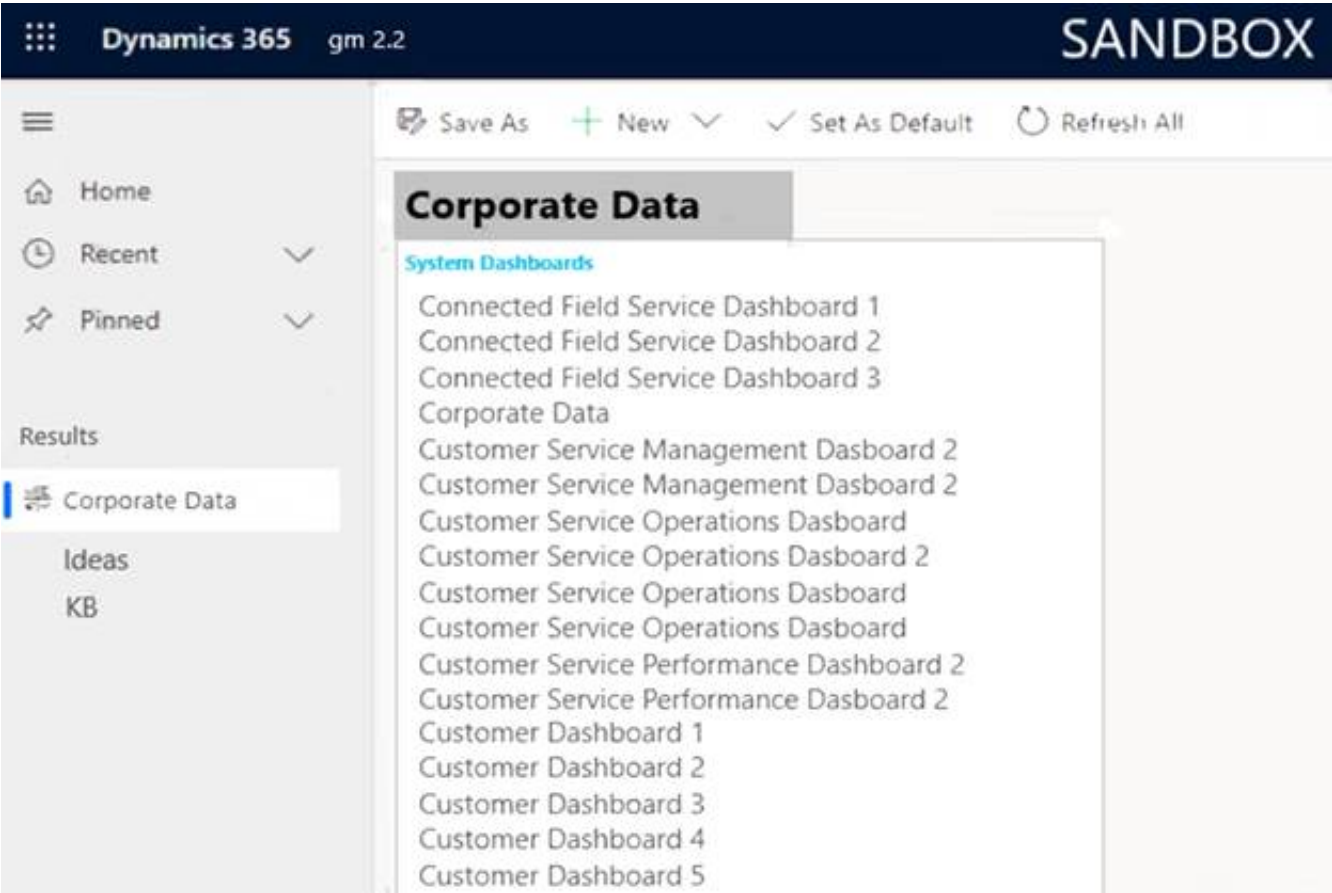 Dynamics 365 gm 2.2 SANDBOX
Save As New Set As Default Refresh All
Home
Recent
Pinned
Results
Corporate Data
Ideas
KB
Corporate Data
System Dashboards
Connected Field Service Dashboard 1
Connected Field Service Dashboard 2
Connected Field Service Dashboard 3
Corporate Data
Customer Service Management Dasboard 2
Customer Service Management Dasboard 2
Customer Service Operations Dasboard
Customer Service Operations Dasboard 2
Customer Service Operations Dasboard
Customer Service Operations Dasboard
Customer Service Performance Dashboard 2
Customer Service Performance Dasboard 2
Customer Dashboard 1
Customer Dashboard 2
Customer Dashboard 3
Customer Dashboard 4
Customer Dashboard 5